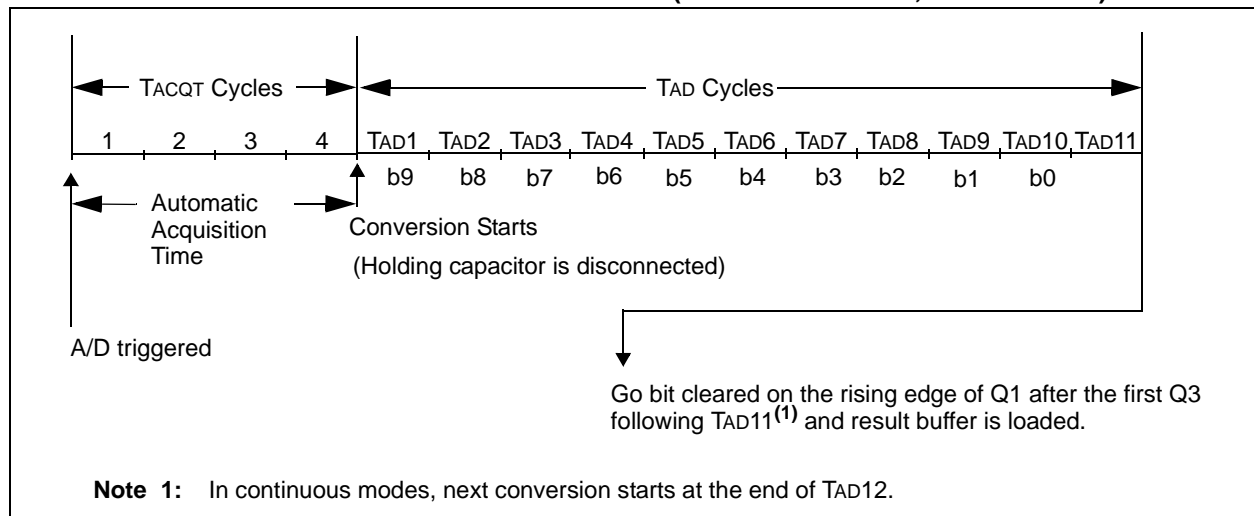 TACQT Cycles
TAD Cycles
1 2 3 4 TAD1 TAD2 TAD3 TAD4 TAD5 TAD6 TAD7 TAD8 TAD9 TAD10 TAD11
b9 b8 b7 b6 b5 b4 b3 b2 b1 b0
Automatic
Acquisition
Time
Conversion Starts
(Holding capacitor is disconnected)
A/D triggered
Go bit cleared on the rising edge of Q1 after the first Q3
following TAD11(1) and result buffer is loaded.
Note 1: In continuous modes, next conversion starts at the end of TAD12.